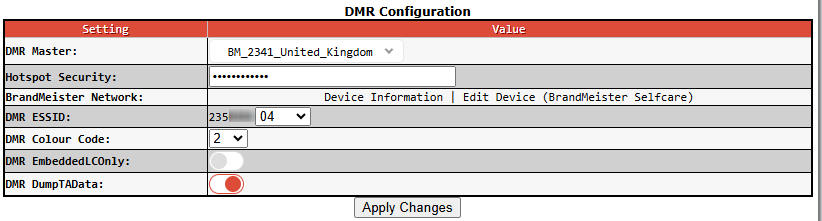 DMR Configuration
Setting Value
DMR Master: BM_2341_United_Kingdom
Hotspot Security: ••••••••••••
BrandMeister Network: Device Information | Edit Device (BrandMeister Selfcare)
DMR ESSID: 235 04
DMR Colour Code: 2
DMR EmbeddedLCOnly:
DMR DumpTAData:
Apply Changes